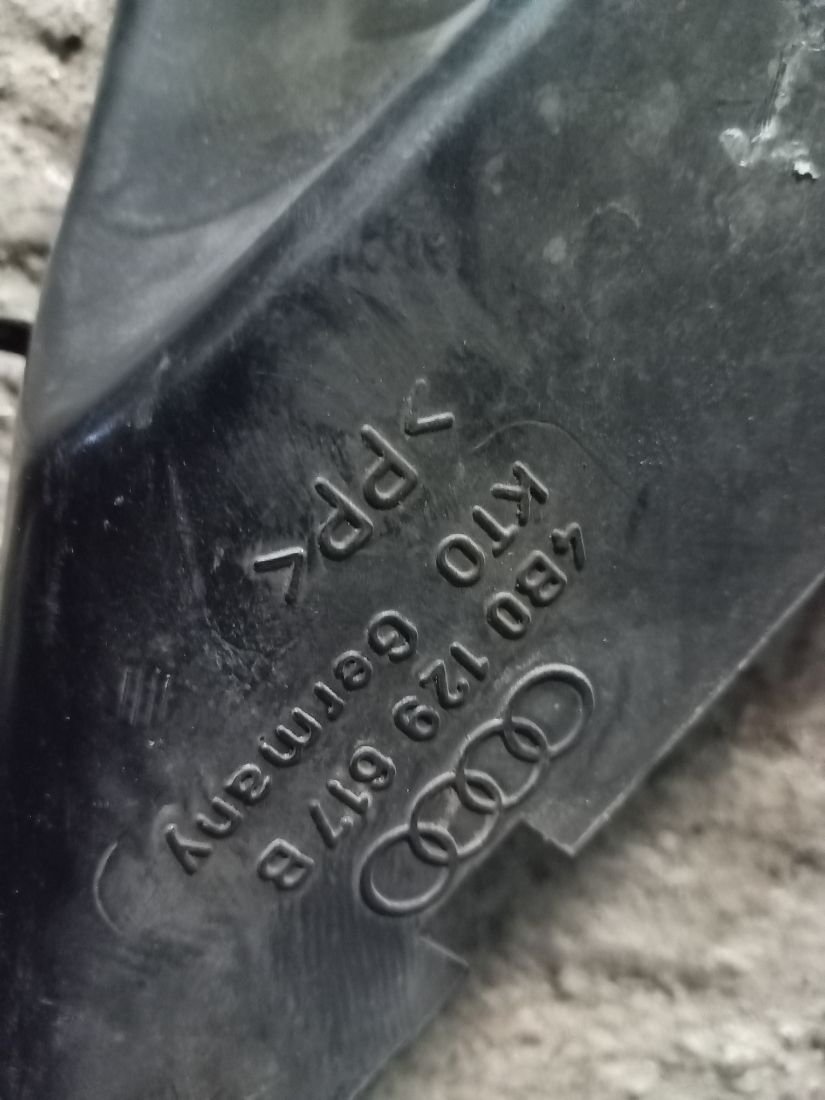 4B0 129 617 B
KTO Germany
>PP<